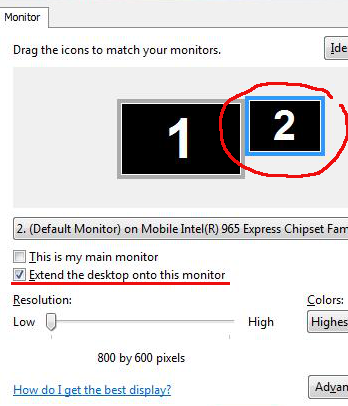 Monitor
Drag the icons to match your monitors.
Ide
1 2
2. (Default Monitor) on Mobile Intel(R) 965 Express Chipset Fam
This is my main monitor
Extend the desktop onto this monitor
Resolution: Colors:
Low High Highes
800 by 600 pixels
How do I get the best display? Advan